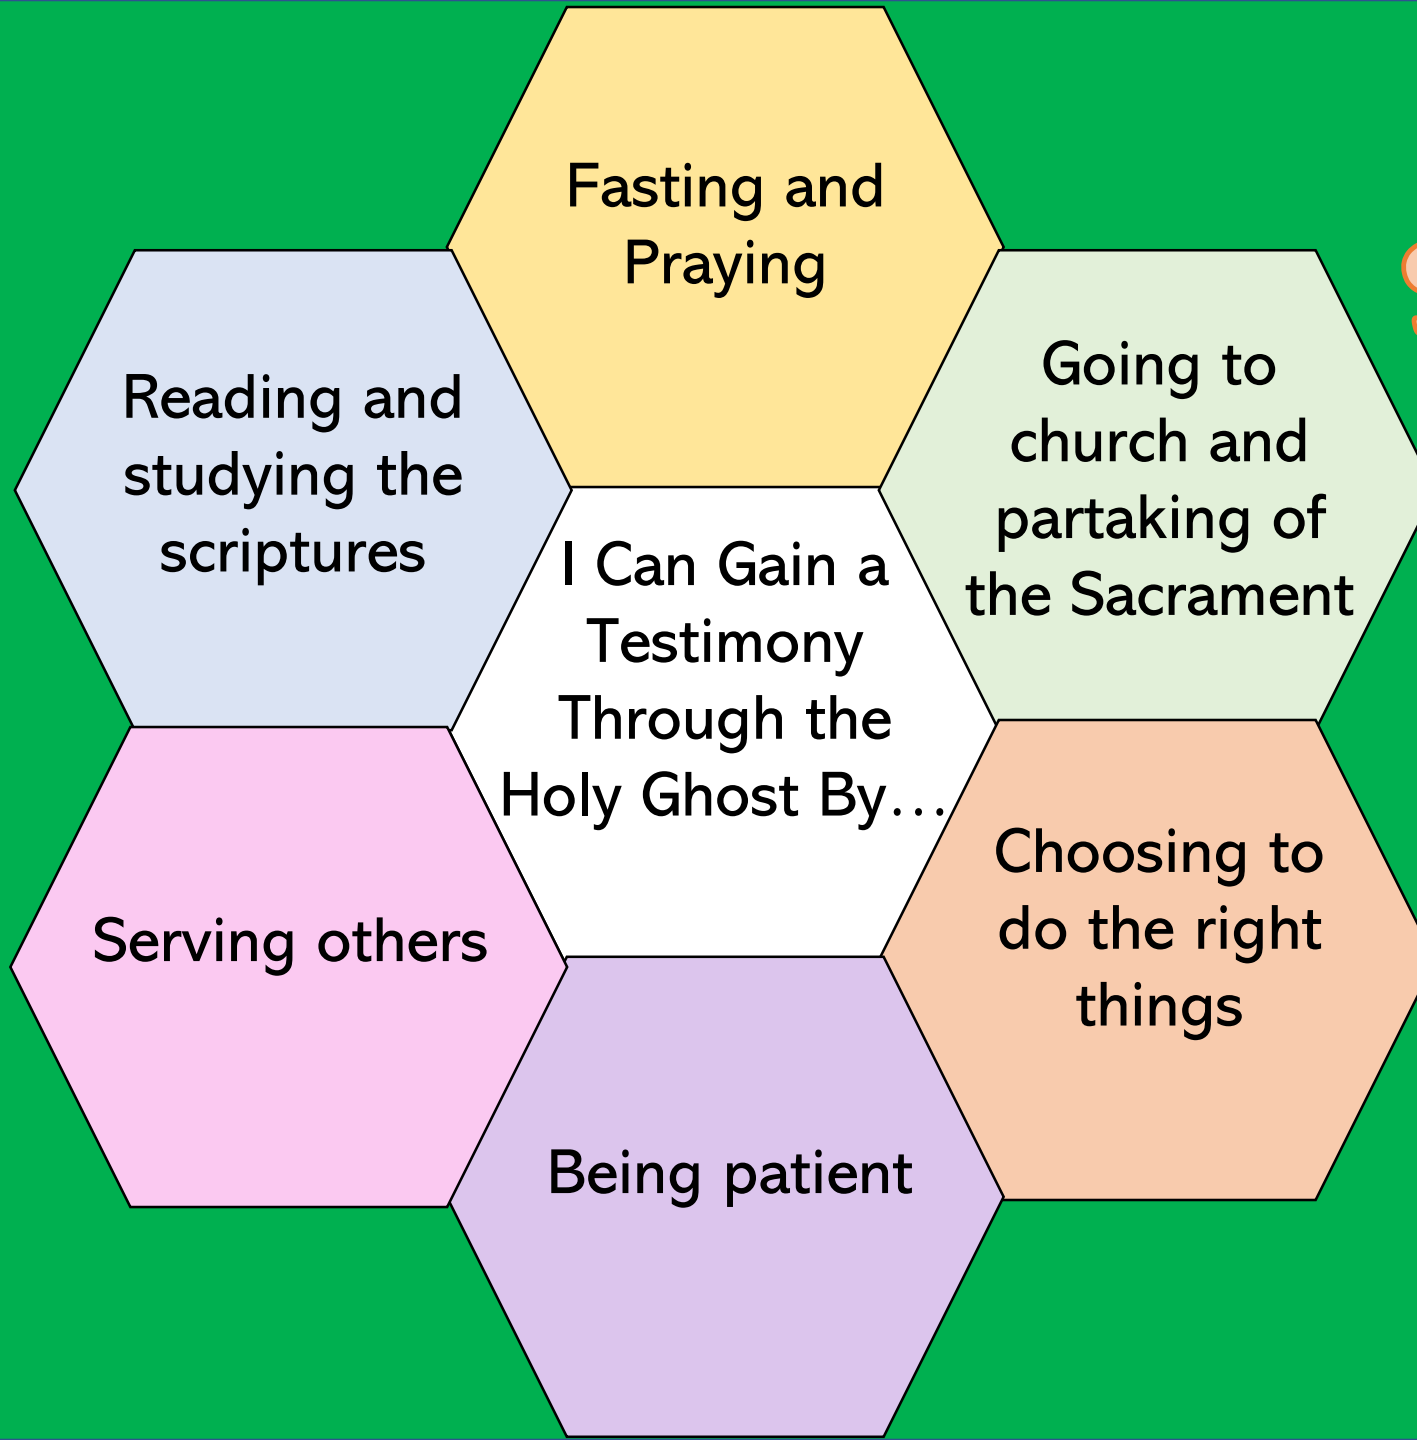 Fasting and
Praying
Reading and
studying the
scriptures
Going to
church and
partaking of
the Sacrament
I Can Gain a
Testimony
Through the
Holy Ghost By…
Serving others
Choosing to
do the right
things
Being patient